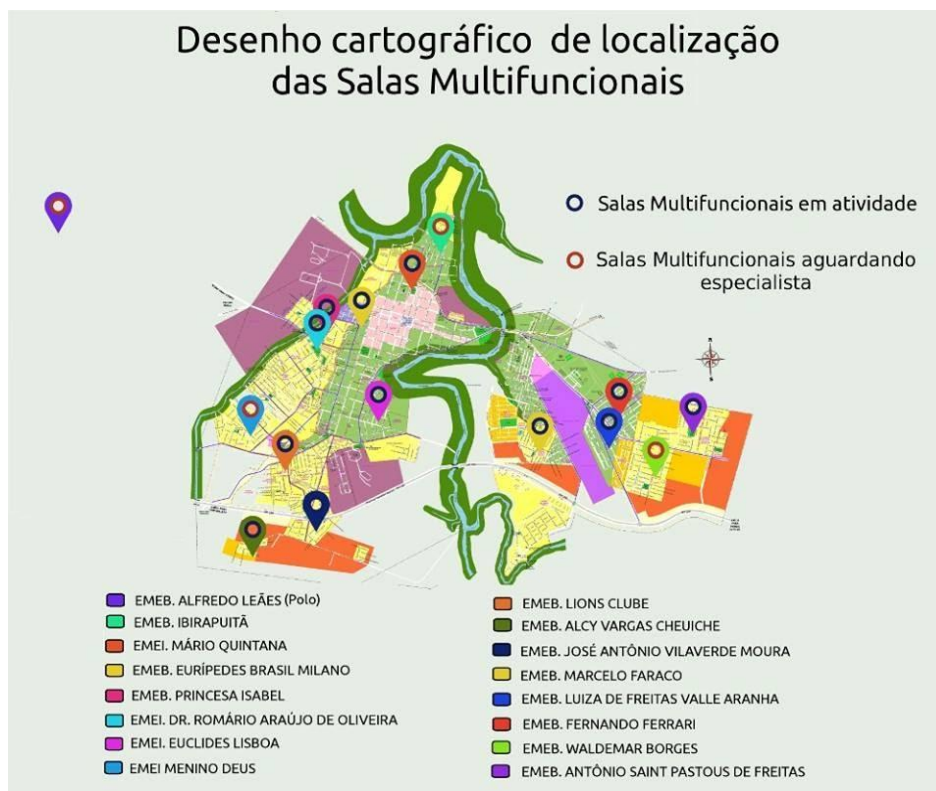 Desenho cartográfico de localização
das Salas Multifuncionais
Salas Multifuncionais em atividade
Salas Multifuncionais aguardando
especialista
EMEB. ALFREDO LEÃES (Polo)
EMEB. IBIRAPUITÃ
EMEI. MÁRIO QUINTANA
EMEB. EURÍPEDES BRASIL MILANO
EMEB. PRINCESA ISABEL
EMEI. DR. ROMÁRIO ARAÚJO DE OLIVEIRA
EMEI. EUCLIDES LISBOA
EMEI MENINO DEUS
EMEB. LIONS CLUBE
EMEB. ALCY VARGAS CHEUICHE
EMEB. JOSÉ ANTÔNIO VILAVERDE MOURA
EMEB. MARCELO FARACO
EMEB. LUIZA DE FREITAS VALLE ARANHA
EMEB. FERNANDO FERRARI
EMEB. WALDEMAR BORGES
EMEB. ANTÔNIO SAINT PASTOUS DE FREITAS